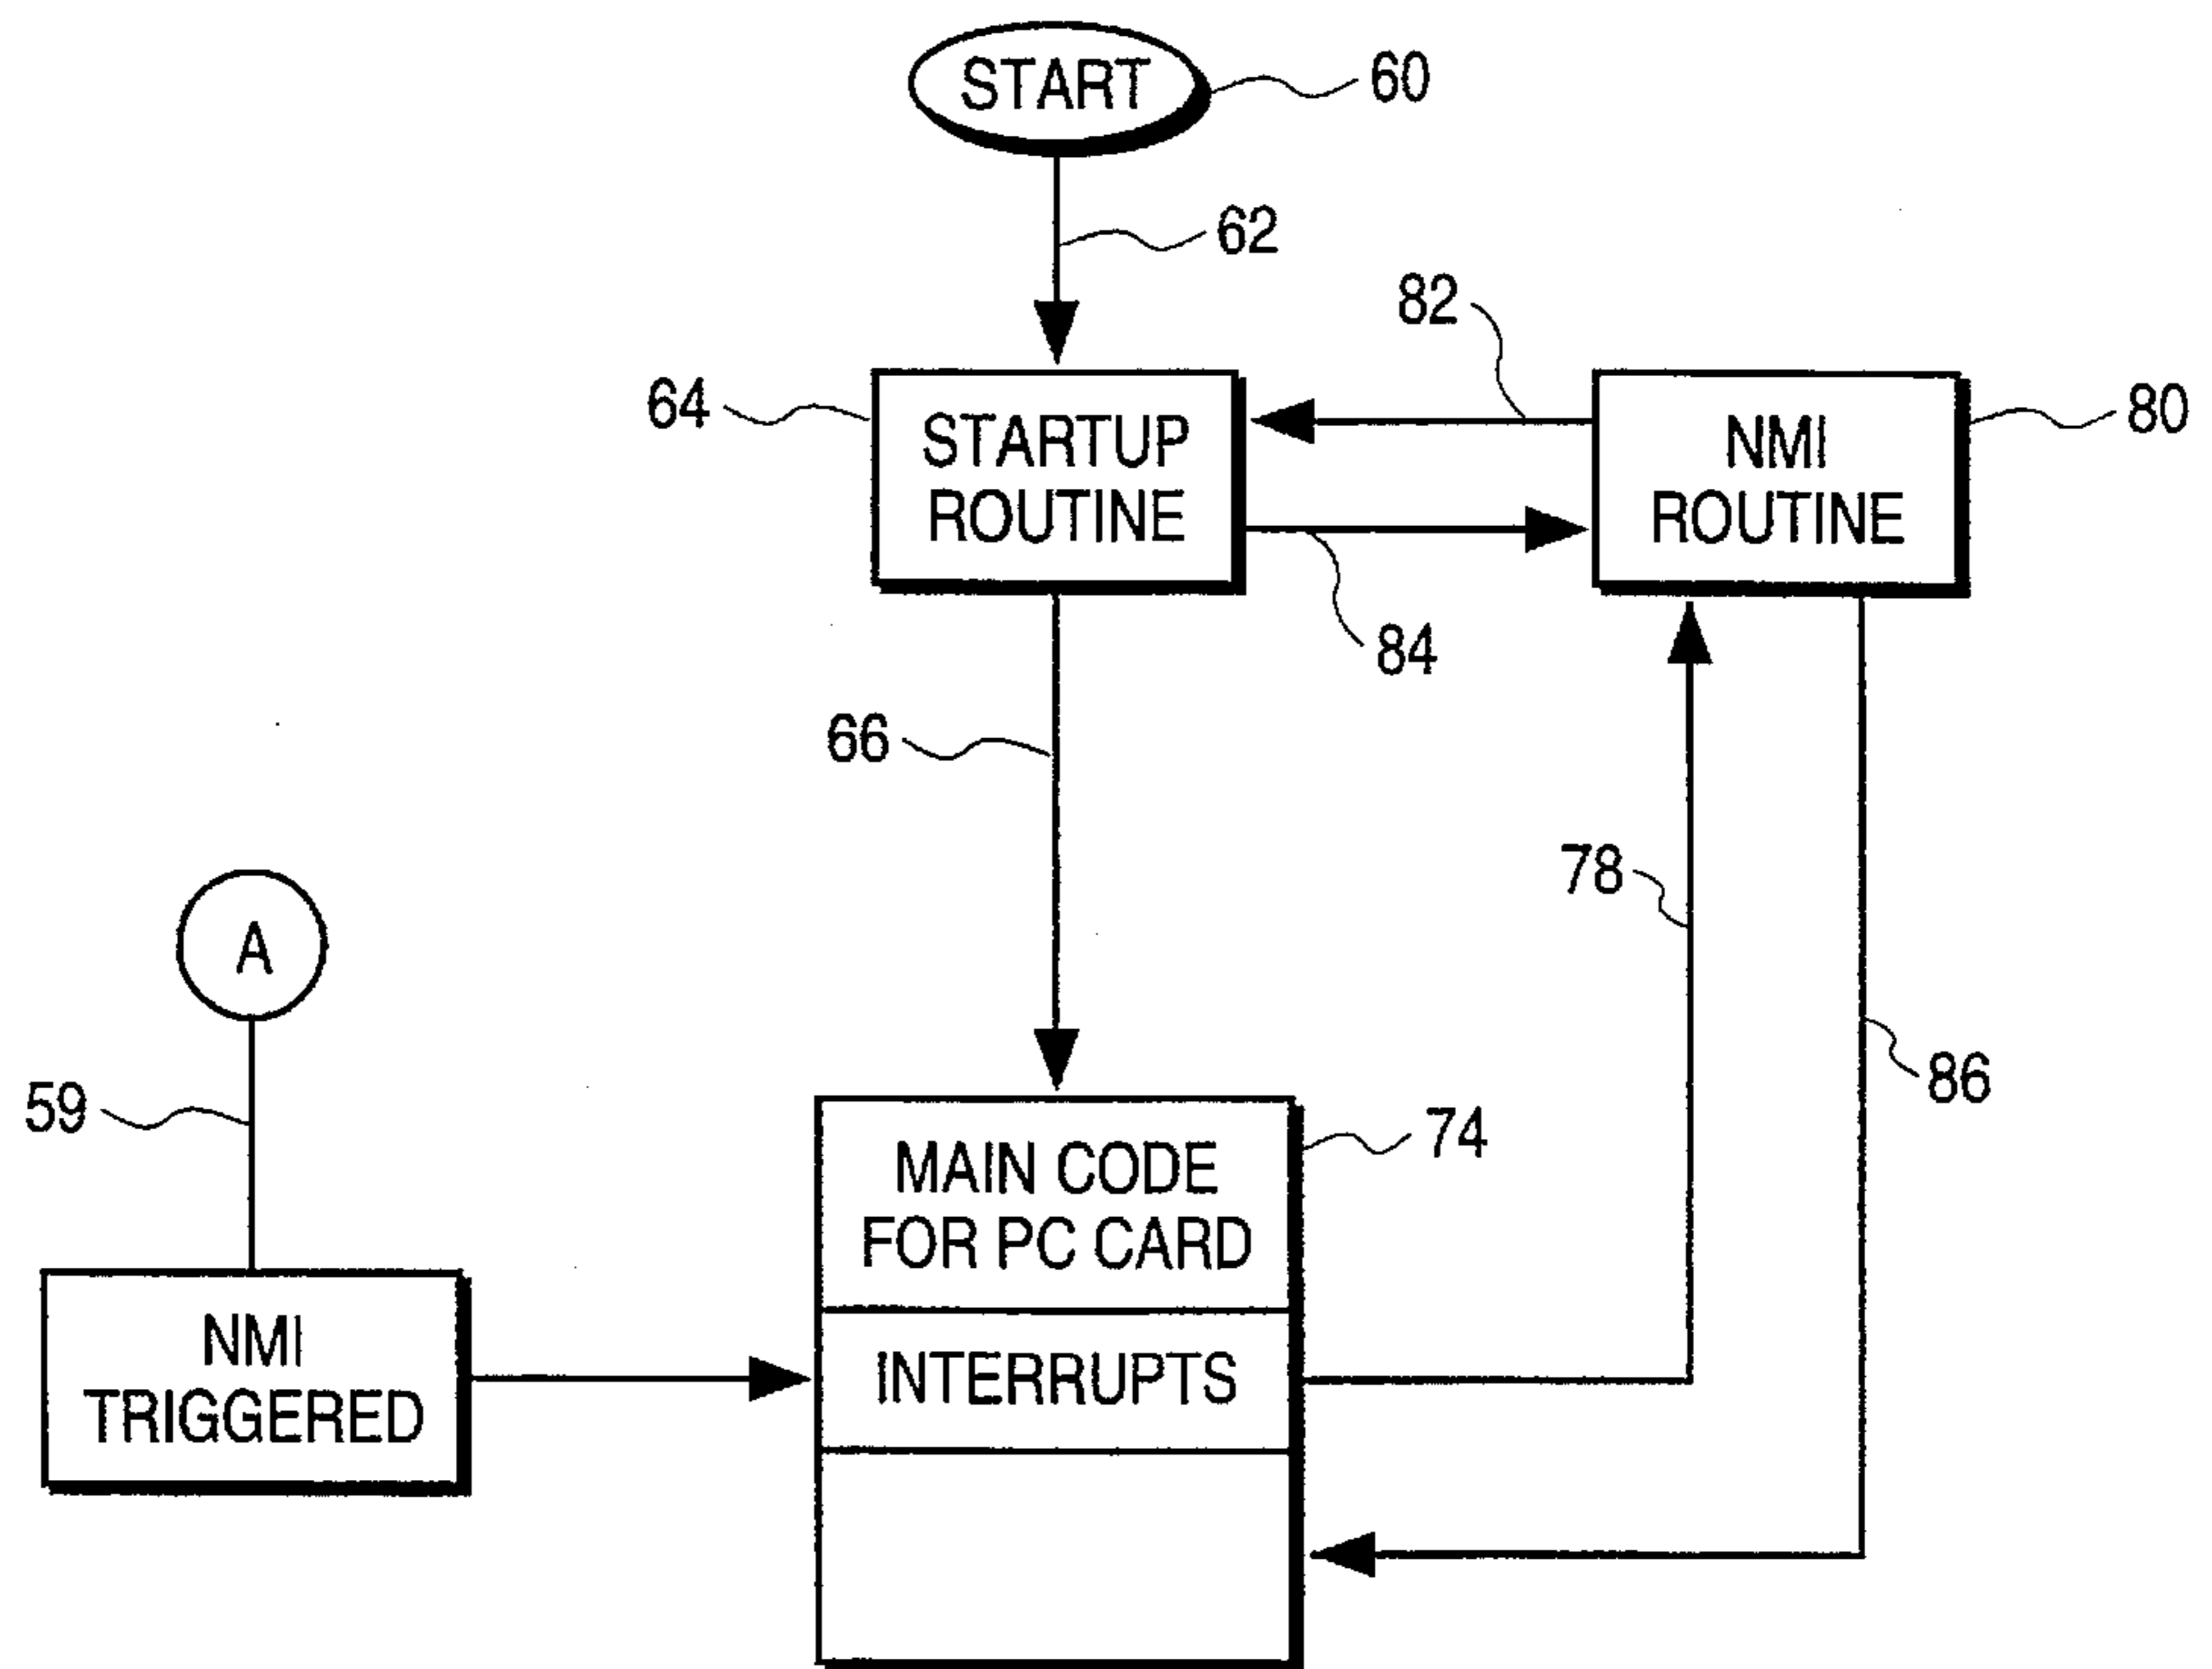 START
60
62
82
64
STARTUP
ROUTINE
NMI
ROUTINE
80
84
66
78
A
59
86
MAIN CODE
FOR PC CARD
74
NMI
TRIGGERED
INTERRUPTS